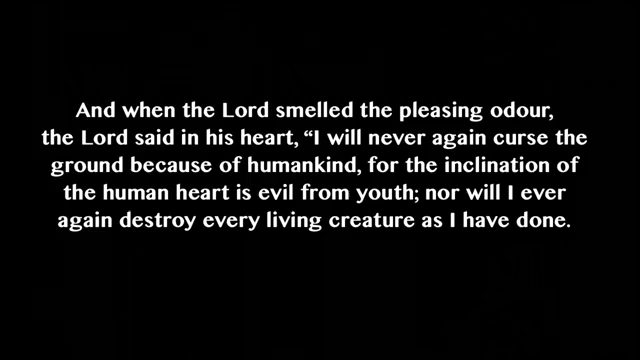 And when the Lord smelled the pleasing odour,
the Lord said in his heart, “I will never again curse the
ground because of humankind, for the inclination of
the human heart is evil from youth; nor will I ever
again destroy every living creature as I have done.